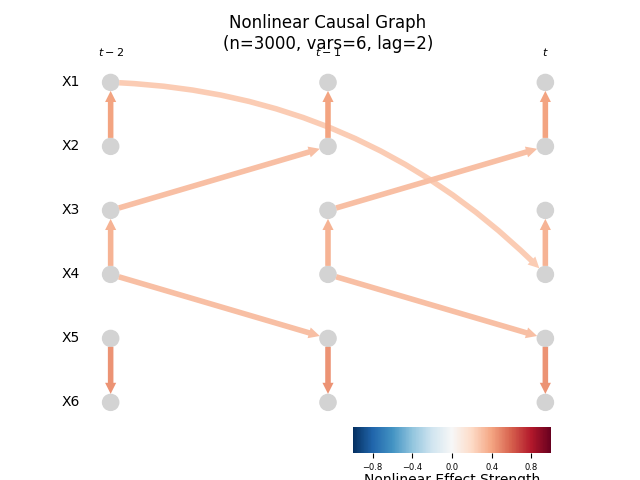 Nonlinear Causal Graph
(n=3000, vars=6, lag=2)
t − 2 t − 1 t
X1
X2
X3
X4
X5
X6
−0.8 −0.4 0.0 0.4 0.8
Nonlinear Effect Strength